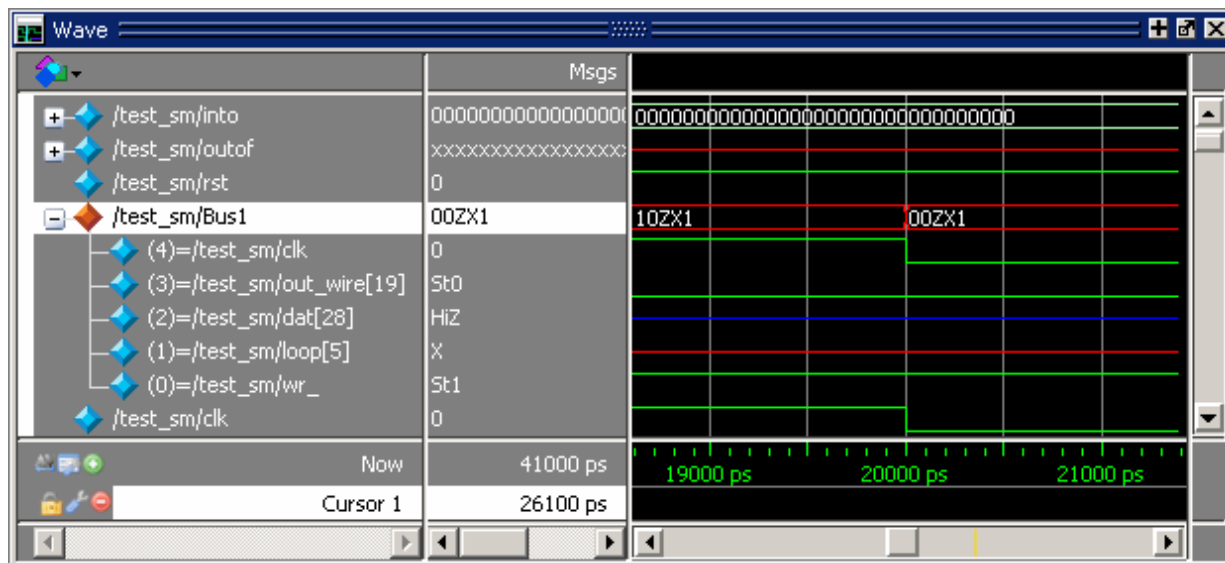 Wave
Msgs
/test_sm/into 0000000000000000 00000000000000000000000000000000
/test_sm/outof xxxxxxxxxxxxxxxx
/test_sm/rst 0
/test_sm/Bus1 00ZX1 10ZX1 00ZX1
(4)=/test_sm/clk 0
(3)=/test_sm/out_wire[19] St0
(2)=/test_sm/dat[28] HiZ
(1)=/test_sm/loop[5] X
(0)=/test_sm/wr_ St1
/test_sm/clk 0
Now 41000 ps 19000 ps 20000 ps 21000 ps
Cursor 1 26100 ps